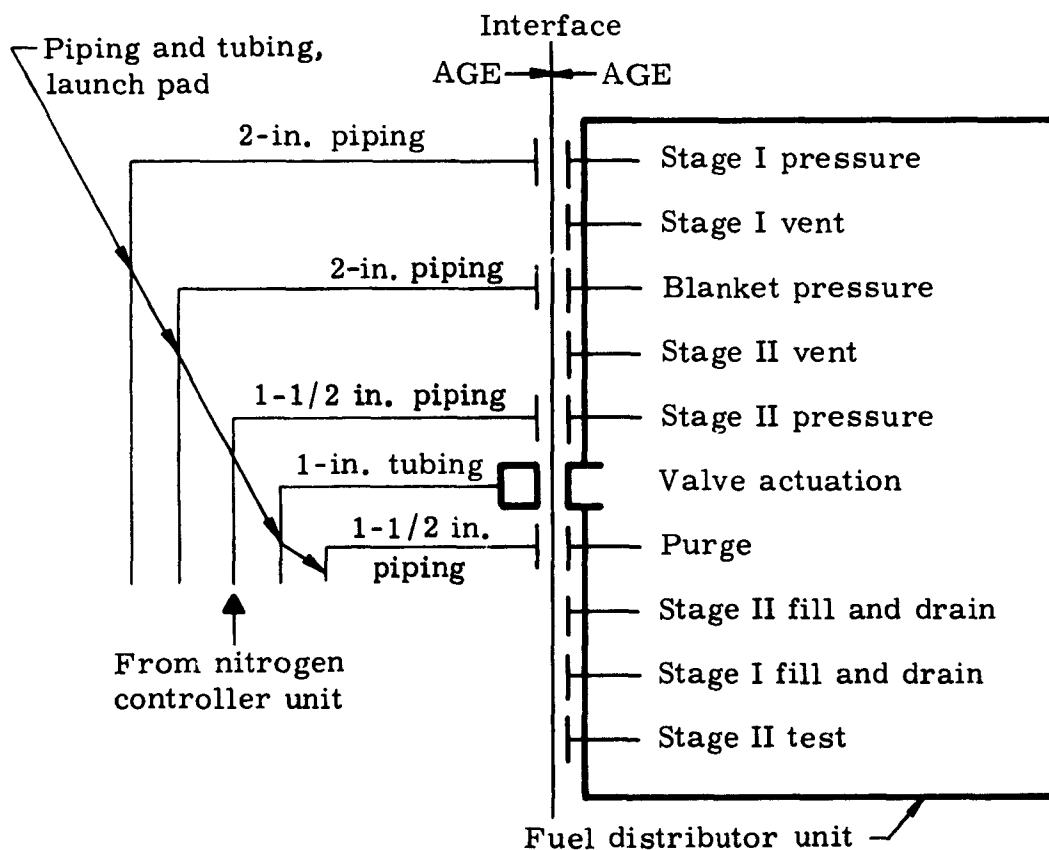 Interface
AGE AGE
Piping and tubing,
launch pad
2-in. piping
Stage I pressure
Stage I vent
2-in. piping
Blanket pressure
Stage II vent
1-1/2 in. piping
Stage II pressure
1-in. tubing
Valve actuation
1-1/2 in.
piping
Purge
Stage II fill and drain
From nitrogen
controller unit
Stage I fill and drain
Stage II test
Fuel distributor unit